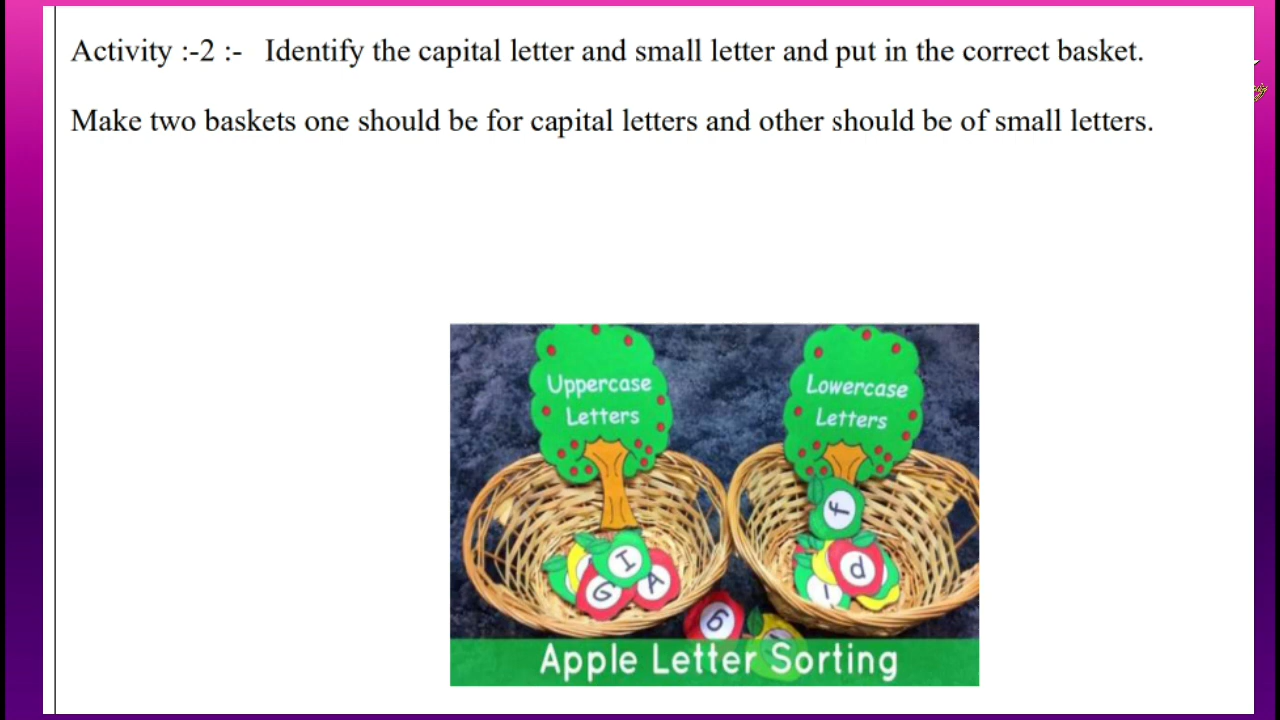 Activity :-2 :- Identify the capital letter and small letter and put in the correct basket.
Make two baskets one should be for capital letters and other should be of small letters.
Uppercase
Letters
Lowercase
Letters
f
I
G
A
d
g
Apple Letter Sorting